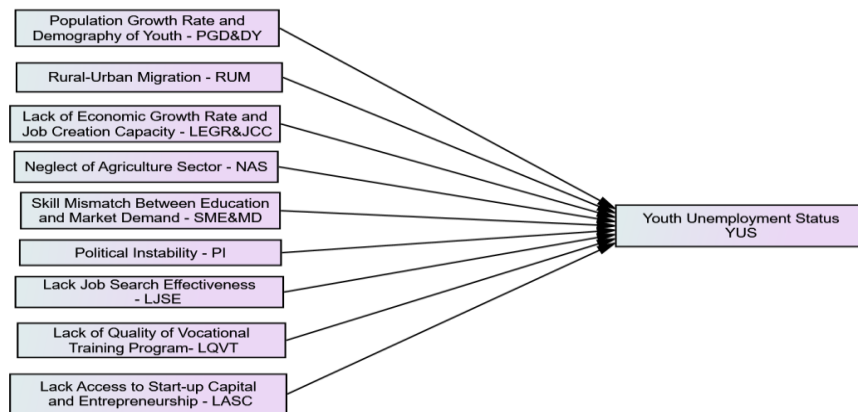 Population Growth Rate and
Demography of Youth - PGD&DY
Rural-Urban Migration - RUM
Lack of Economic Growth Rate and
Job Creation Capacity - LEGR&JCC
Neglect of Agriculture Sector - NAS
Skill Mismatch Between Education
and Market Demand - SME&MD
Political Instability - PI
Lack Job Search Effectiveness
- LJSE
Lack of Quality of Vocational
Training Program- LQVT
Lack Access to Start-up Capital
and Entrepreneurship - LASC
Youth Unemployment Status
YUS